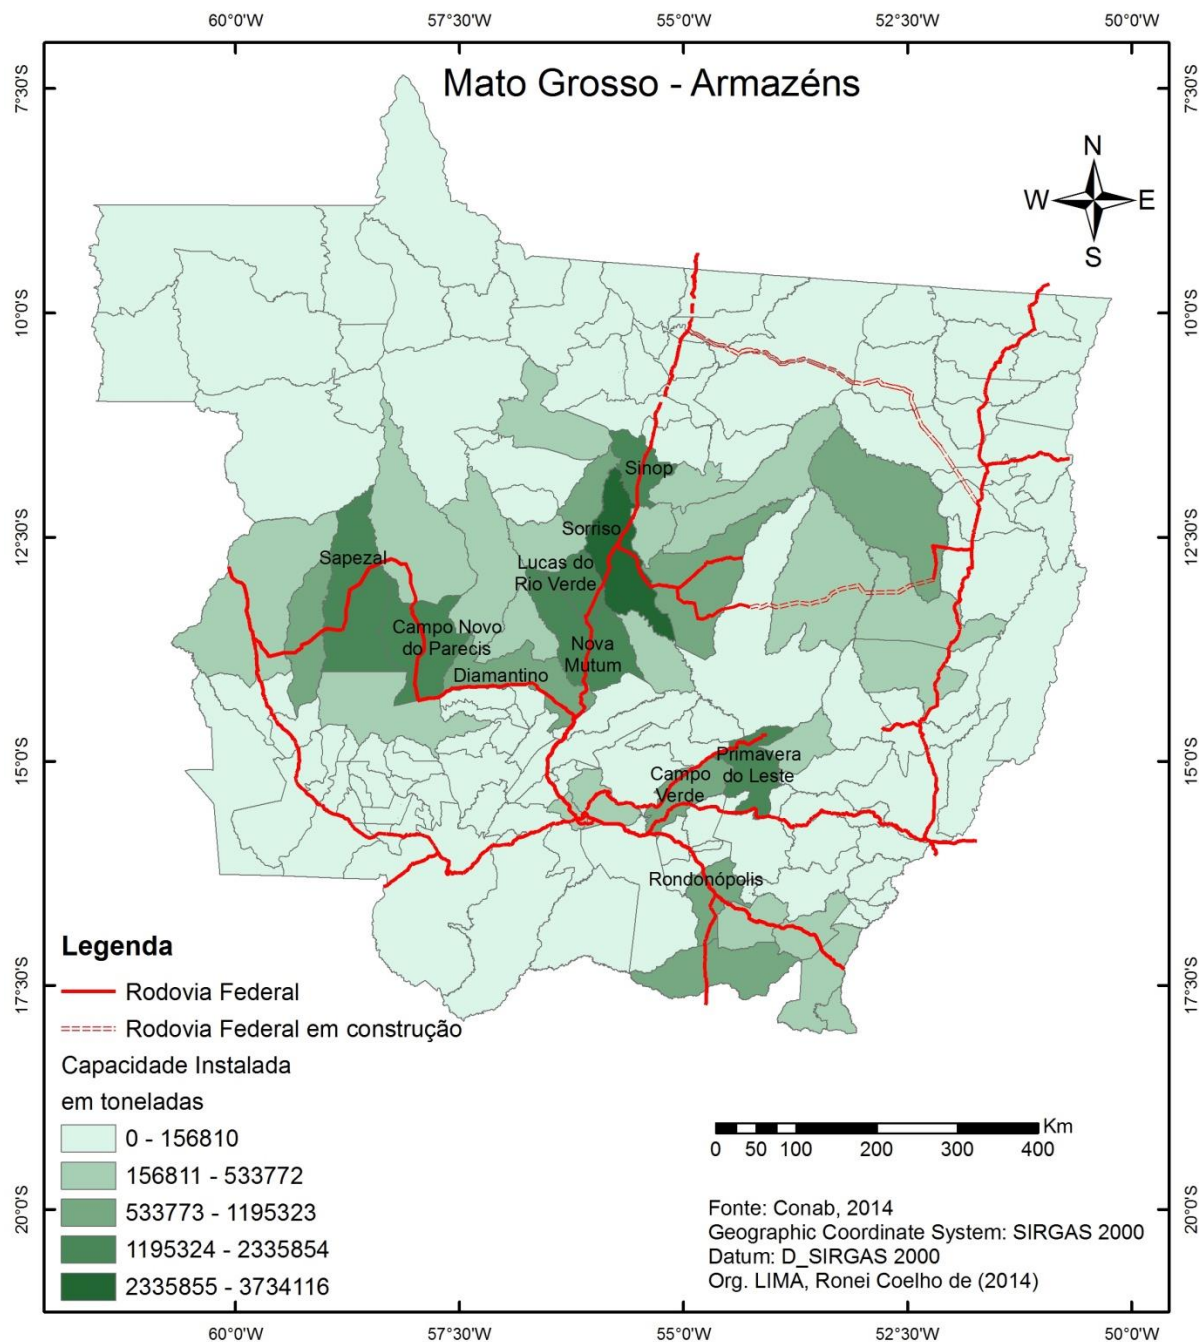 60°0'W 57°30'W 55°0'W 52°30'W 50°0'W
Mato Grosso - Armazéns
7°30'S 7°30'S
N
W E
S
10°0'S 10°0'S
Sinop
Sorriso
12°30'S 12°30'S
Sapezal
Lucas do
Rio Verde
Campo Novo
do Parecis
Nova
Mutum
Diamantino
15°0'S 15°0'S
Primavera
do Leste
Campo
Verde
Rondonópolis
Legenda
Rodovia Federal
17°30'S 17°30'S
Rodovia Federal em construção
Capacidade Instalada
em toneladas
0 - 156810
156811 - 533772
533773 - 1195323
1195324 - 2335854
2335855 - 3734116
Km
0 50 100 200 300 400
20°0'S 20°0'S
Fonte: Conab, 2014
Geographic Coordinate System: SIRGAS 2000
Datum: D_SIRGAS 2000
Org. LIMA, Ronei Coelho de (2014)
60°0'W 57°30'W 55°0'W 52°30'W 50°0'W